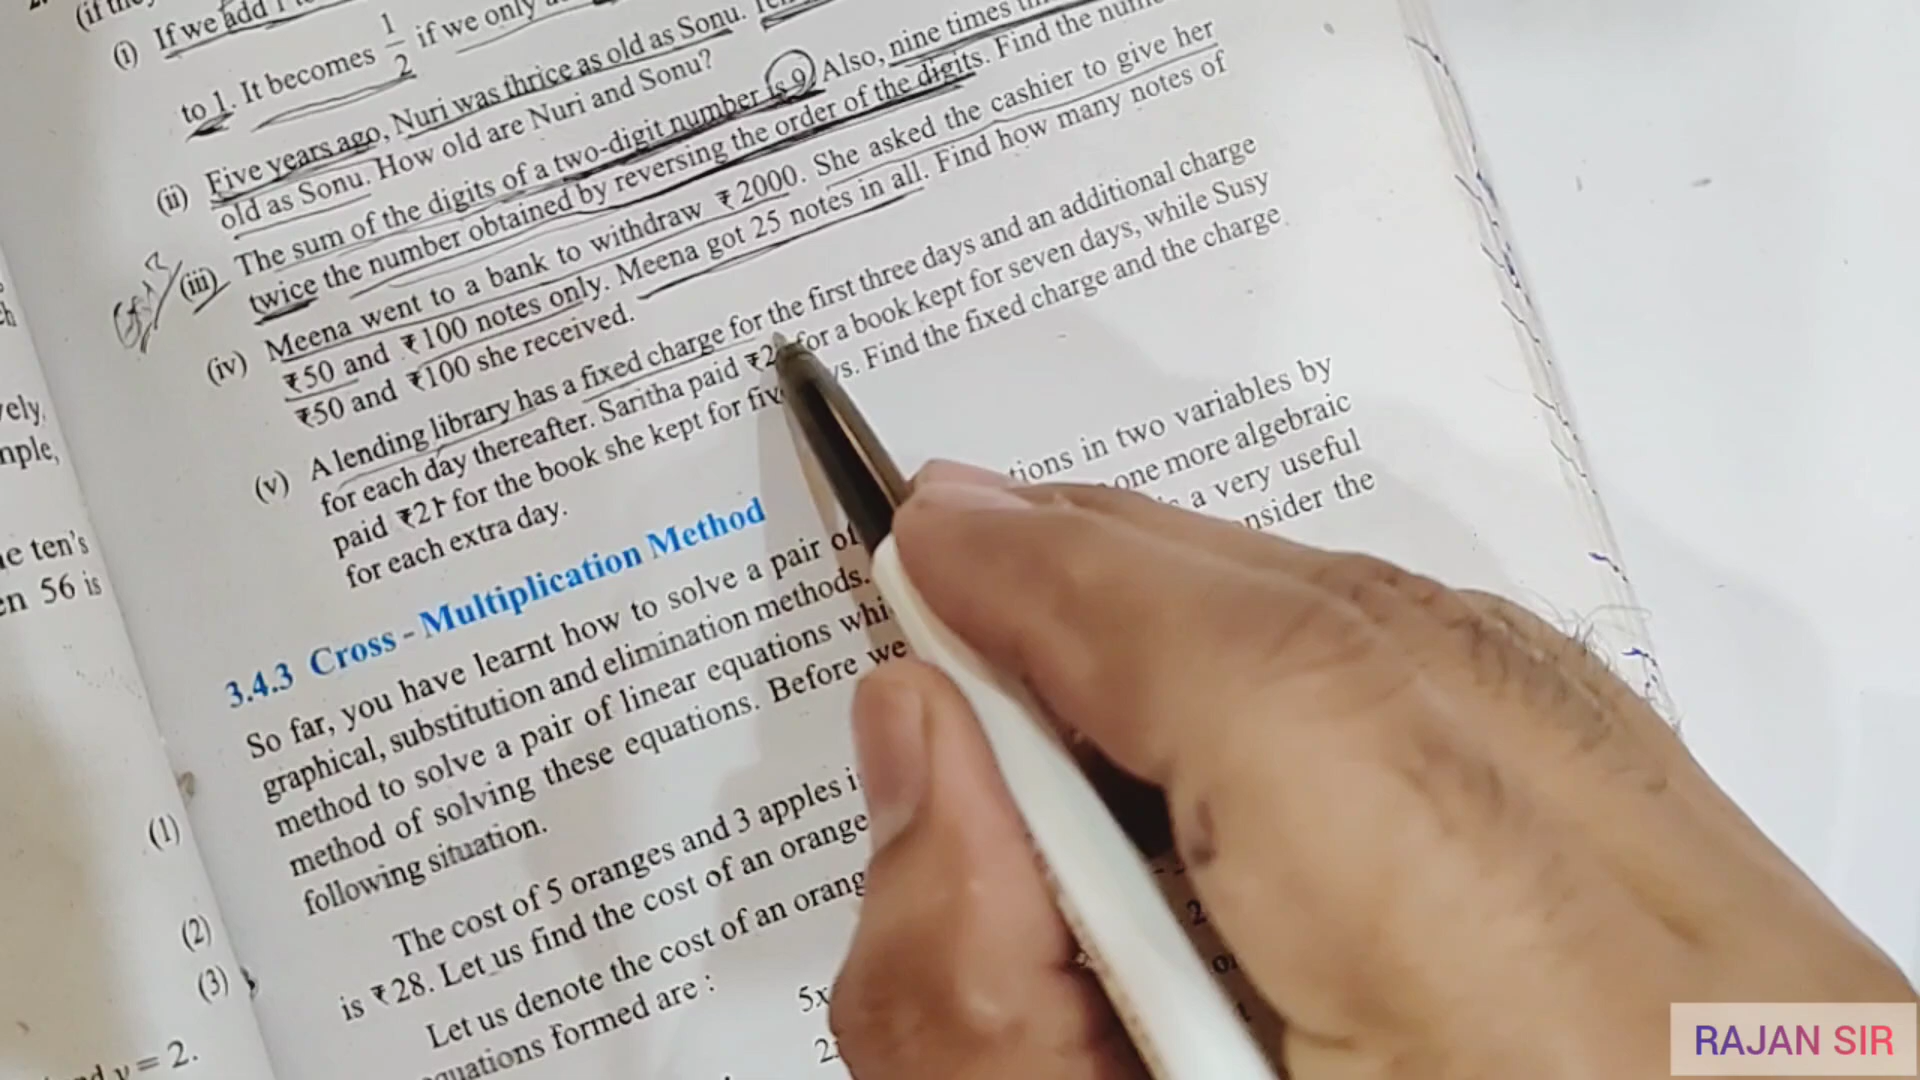 (i) If we add 1
to 1. It becomes 1/2 if we only
(ii) Five years ago, Nuri was thrice as old as Sonu.
old as Sonu. How old are Nuri and Sonu?
(iii) The sum of the digits of a two-digit number is 9. Also, nine times
twice the number obtained by reversing the order of the digits. Find the
(iv) Meena went to a bank to withdraw ₹2000. She asked the cashier to give her
₹50 and ₹100 notes only. Meena got 25 notes in all. Find how many notes of
₹50 and ₹100 she received.
(v) A lending library has a fixed charge for the first three days and an additional charge
for each day thereafter. Saritha paid ₹2 for a book kept for seven days, while Susy
paid ₹21 for the book she kept for Find the fixed charge and the charge
for each extra day.
3.4.3 Cross - Multiplication Method
So far, you have learnt how to solve a pair of tions in two variables by
graphical, substitution and elimination methods. one more algebraic
method to solve a pair of linear equations a very useful
method of solving these equations. Before we the
following situation.
The cost of 5 oranges and 3 apples
is ₹28. Let us find the cost of an orange
Let us denote the cost of an orang
formed are :
5x
2
ely,
nple,
ten's
en 56 is
(1)
(2)
(3)
y = 2.
RAJAN SIR